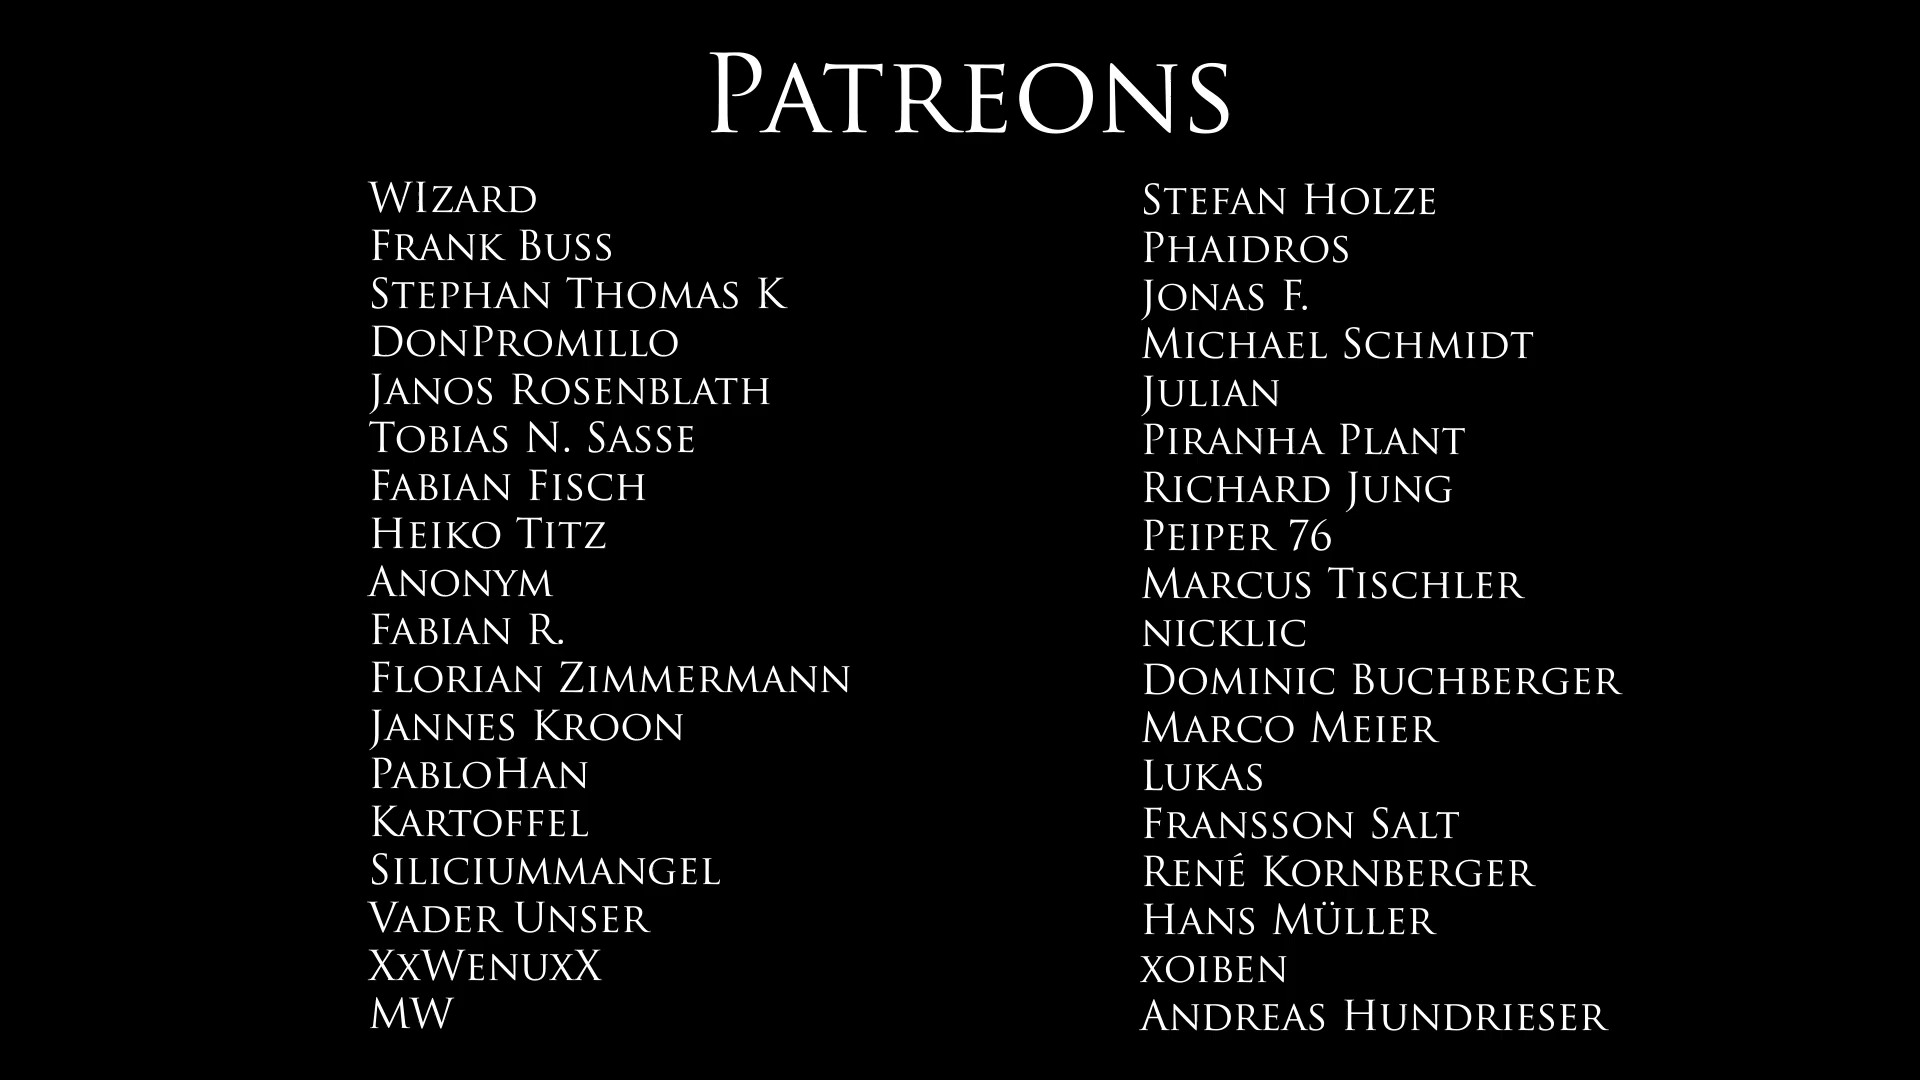 Patreons
WIzard
Frank Buss
Stephan Thomas K
DonPromillo
Janos Rosenblath
Tobias N. Sasse
Fabian Fisch
Heiko Titz
Anonym
Fabian R.
Florian Zimmermann
Jannes Kroon
PabloHan
Kartoffel
Siliciummangel
Vader Unser
XxWenuxX
MW
Stefan Holze
Phaidros
Jonas F.
Michael Schmidt
Julian
Piranha Plant
Richard Jung
Peiper 76
Marcus Tischler
nicklic
Dominic Buchberger
Marco Meier
Lukas
Fransson Salt
René Kornberger
Hans Müller
xoiben
Andreas Hundrieser